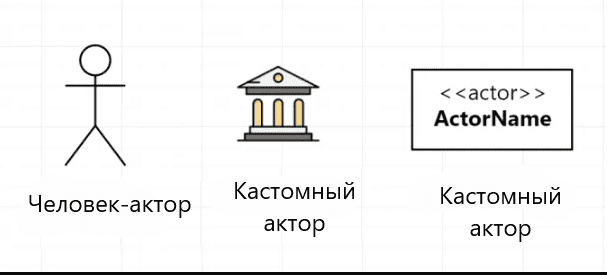 <<actor>>
ActorName
Человек-актор
Кастомный
актор
Кастомный
актор